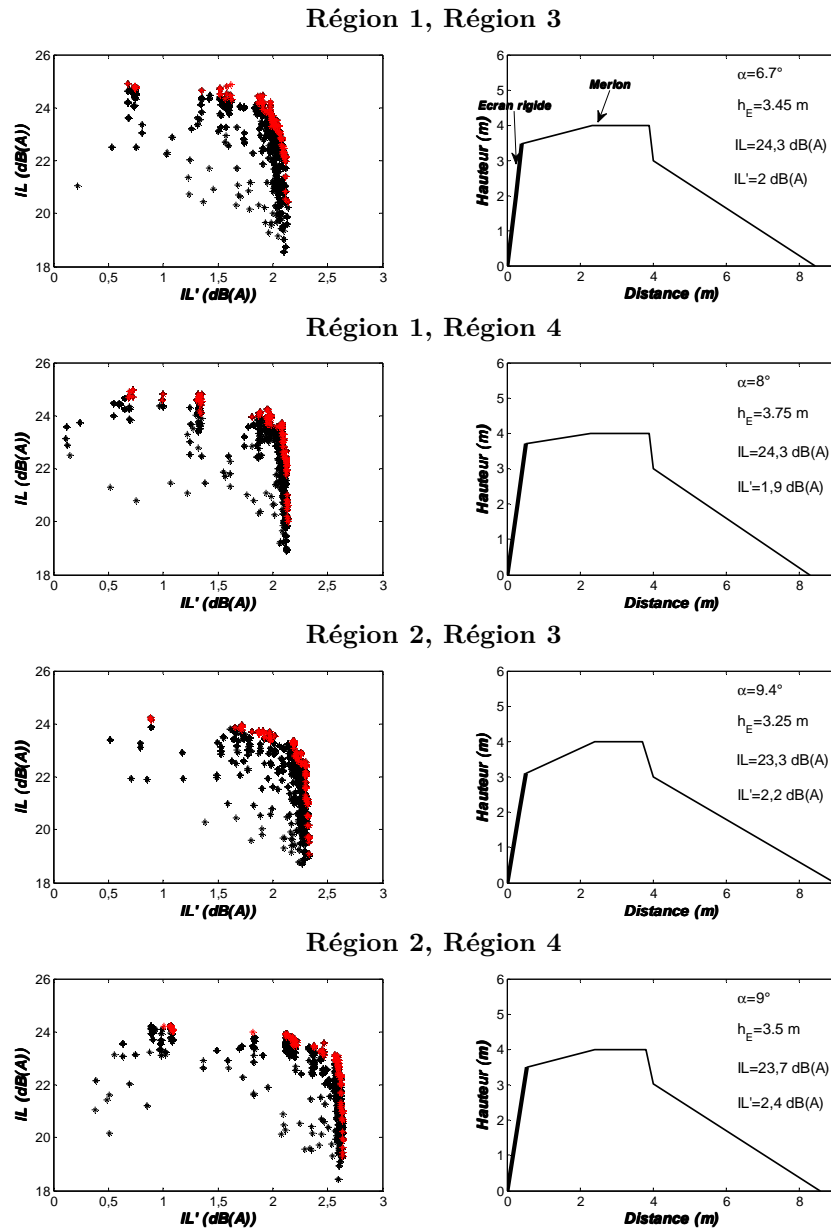 Région 1, Région 3
26
24
22
20
18
IL (dB(A))
0 0,5 1 1,5 2 2,5 3
IL' (dB(A))
6
5
4
3
2
1
0
Hauteur (m)
Ecran rigide
Merlon
α=6.7°
h_E=3.45 m
IL=24,3 dB(A)
IL'=2 dB(A)
0 2 4 6 8
Distance (m)
Région 1, Région 4
26
24
22
20
18
IL (dB(A))
0 0,5 1 1,5 2 2,5 3
IL' (dB(A))
6
5
4
3
2
1
0
Hauteur (m)
α=8°
h_E=3.75 m
IL=24,3 dB(A)
IL'=1,9 dB(A)
0 2 4 6 8
Distance (m)
Région 2, Région 3
26
24
22
20
18
IL (dB(A))
0 0,5 1 1,5 2 2,5 3
IL' (dB(A))
6
5
4
3
2
1
0
Hauteur (m)
α=9.4°
h_E=3.25 m
IL=23,3 dB(A)
IL'=2,2 dB(A)
0 2 4 6 8
Distance (m)
Région 2, Région 4
26
24
22
20
18
IL (dB(A))
0 0,5 1 1,5 2 2,5 3
IL' (dB(A))
6
5
4
3
2
1
0
Hauteur (m)
α=9°
h_E=3.5 m
IL=23,7 dB(A)
IL'=2,4 dB(A)
0 2 4 6 8
Distance (m)